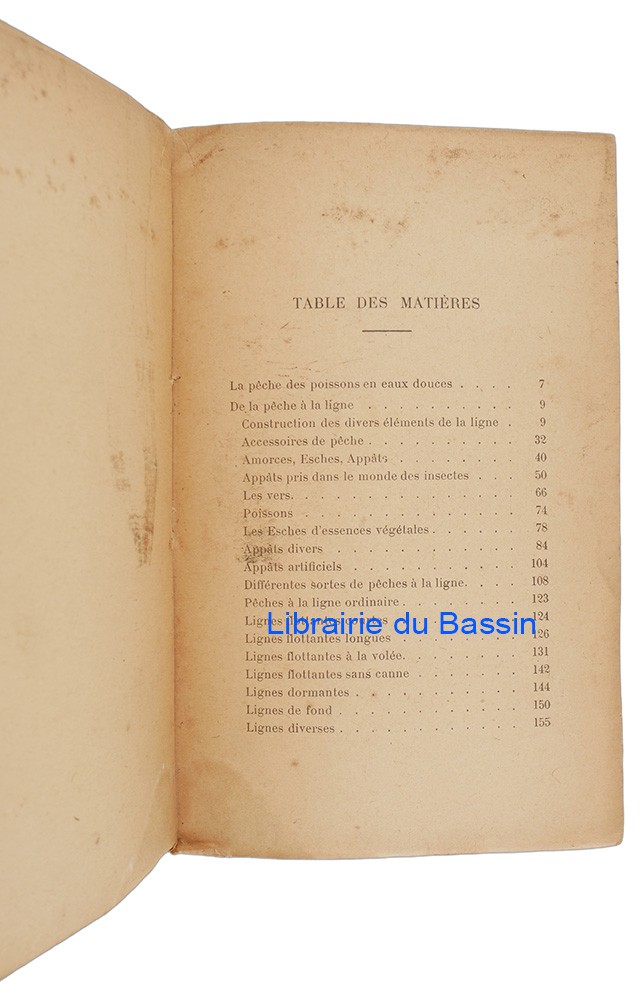 TABLE DES MATIÈRES
La pêche des poissons en eaux douces . . . . 7
De la pêche à la ligne . . . . . . . . . . 9
Construction des divers éléments de la ligne . 9
Accessoires de pêche . . . . . . . . . . 32
Amorces, Esches, Appâts . . . . . . . . 40
Appâts pris dans le monde des insectes . . . 50
Les vers. . . . . . . . . . . . . . 66
Poissons . . . . . . . . . . . . . 74
Les Esches d'essences végétales . . . . . . 78
Appâts divers . . . . . . . . . . . 84
Appâts artificiels . . . . . . . . . . 104
Différentes sortes de pêches à la ligne. . . . 108
Pêches à la ligne ordinaire . . . . . . . . 123
Lignes flottantes courtes . . . . . . . . 124
Librairie du Bassin
Lignes flottantes longues . . . . . . . . 126
Lignes flottantes à la volée. . . . . . . . 131
Lignes flottantes sans canne . . . . . . . 142
Lignes dormantes . . . . . . . . . . 144
Lignes de fond . . . . . . . . . . . 150
Lignes diverses . . . . . . . . . . . 155